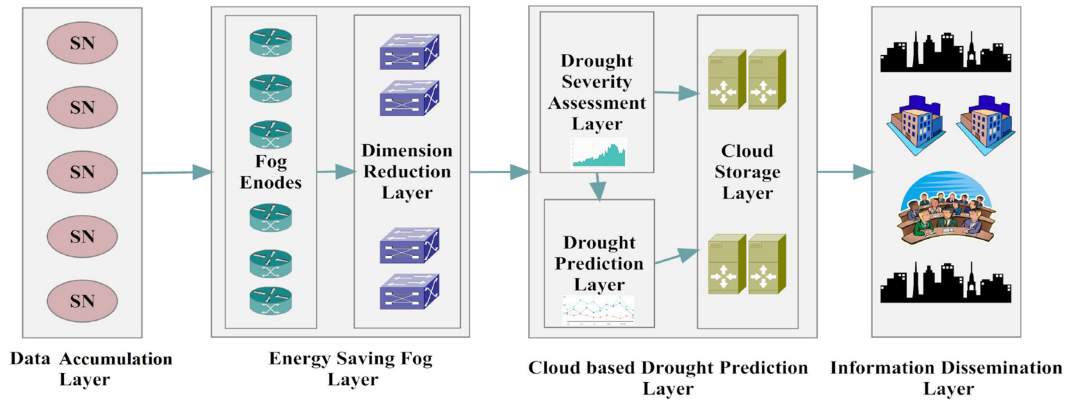 SN
SN
SN
SN
SN
Data Accumulation
Layer
Fog
Enodes
Dimension
Reduction
Layer
Energy Saving Fog
Layer
Drought
Severity
Assessment
Layer
Drought
Prediction
Layer
Cloud
Storage
Layer
Cloud based Drought Prediction
Layer
Information Dissemination
Layer